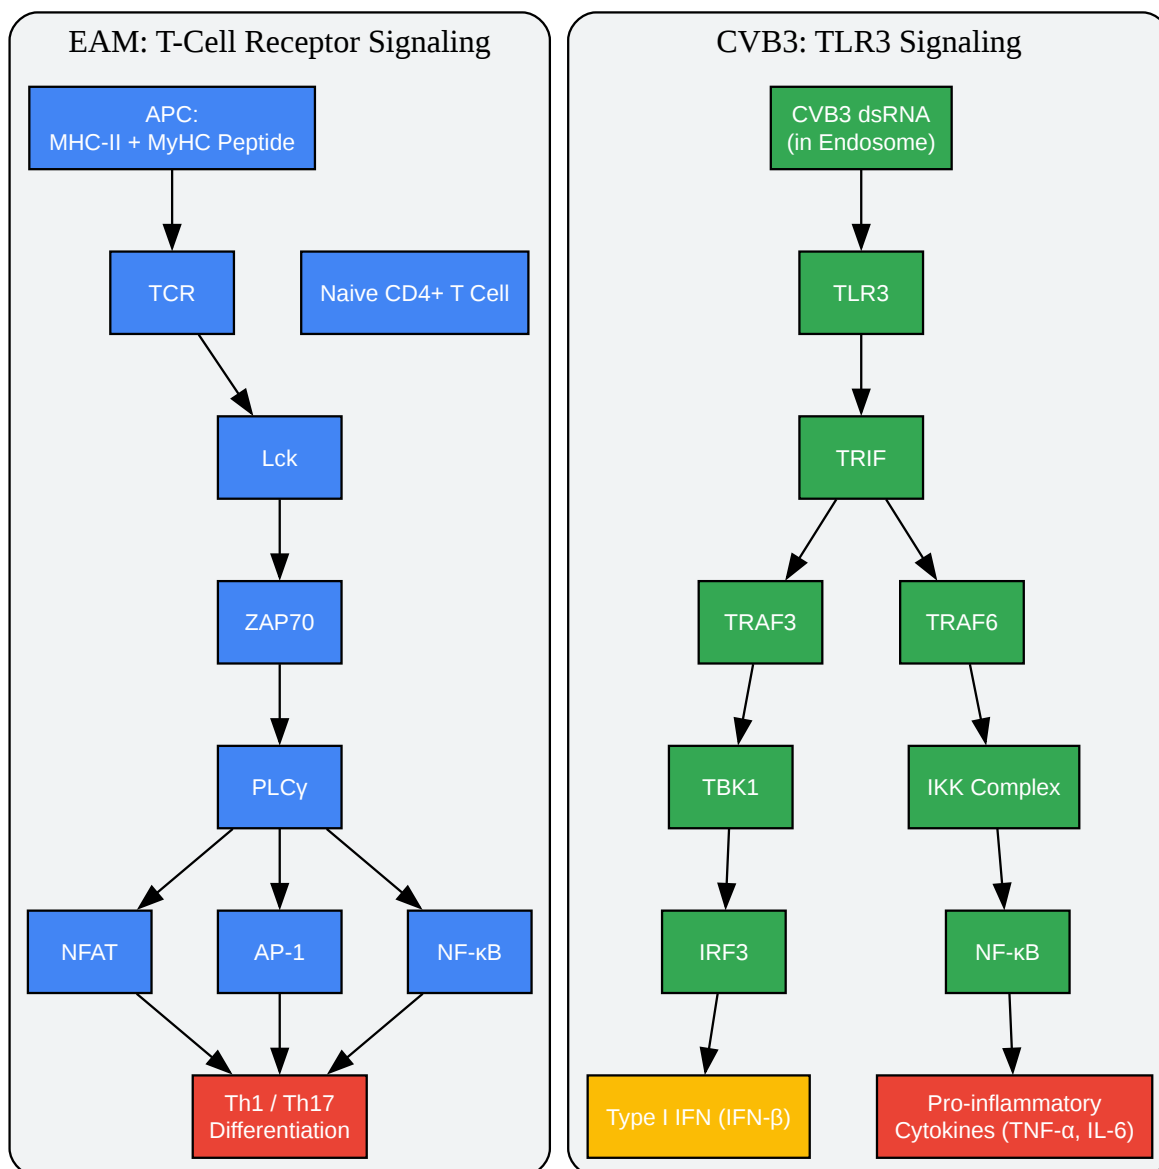 EAM: T-Cell Receptor Signaling
APC:
MHC-II + MyHC Peptide
TCR
Naive CD4+ T Cell
Lck
ZAP70
PLCγ
NFAT
AP-1
NF-κB
Th1 / Th17
Differentiation
CVB3: TLR3 Signaling
CVB3 dsRNA
(in Endosome)
TLR3
TRIF
TRAF3
TRAF6
TBK1
IKK Complex
IRF3
NF-κB
Type I IFN (IFN-β)
Pro-inflammatory
Cytokines (TNF-α, IL-6)